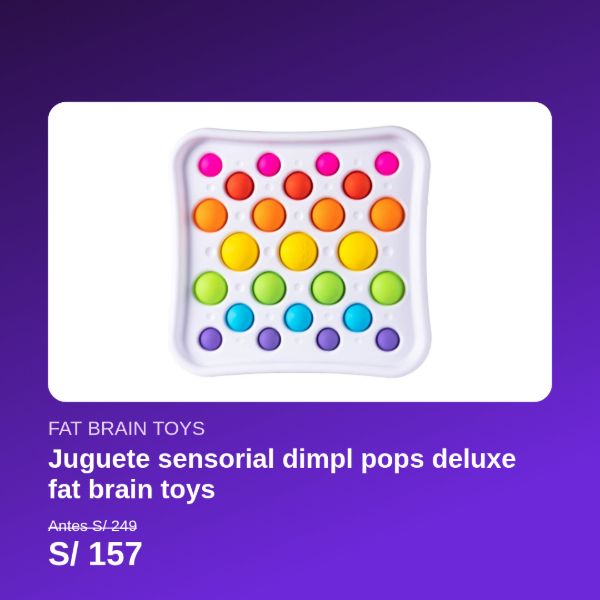 FAT BRAIN TOYS
Juguete sensorial dimpl pops deluxe
fat brain toys
Antes S/ 249
S/ 157